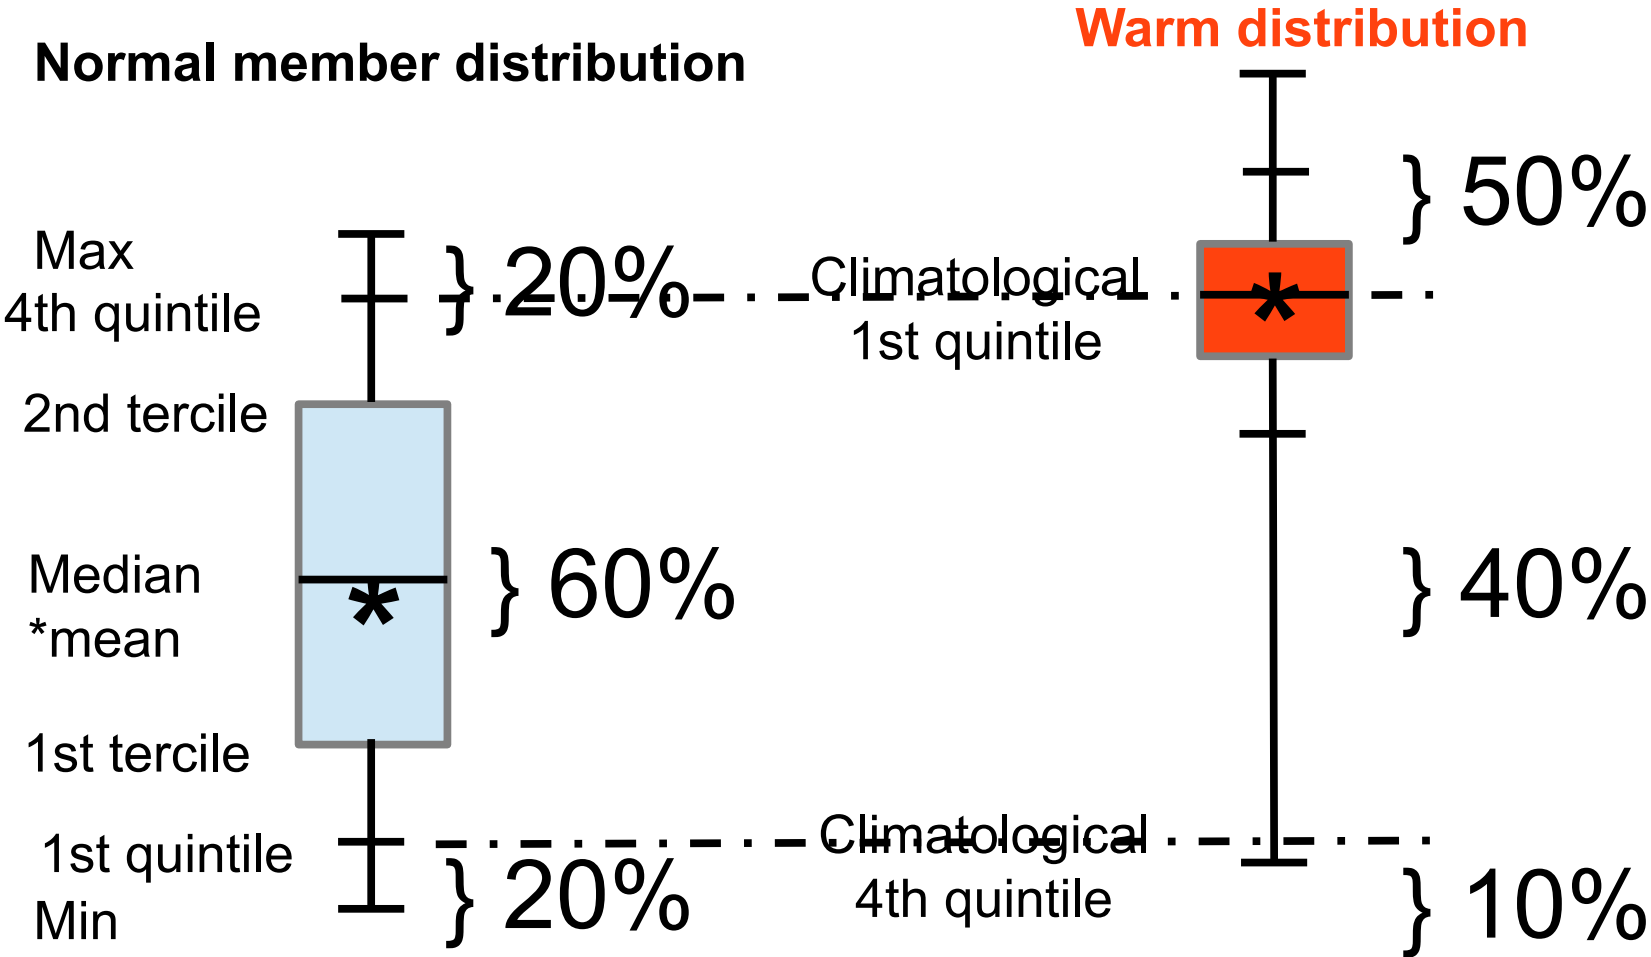 Normal member distribution
Warm distribution
Max
4th quintile
2nd tercile
Median
*mean
1st tercile
1st quintile
Min
} 20%
} 60%
} 20%
Climatological
1st quintile
Climatological
4th quintile
*
*
} 50%
} 40%
} 10%